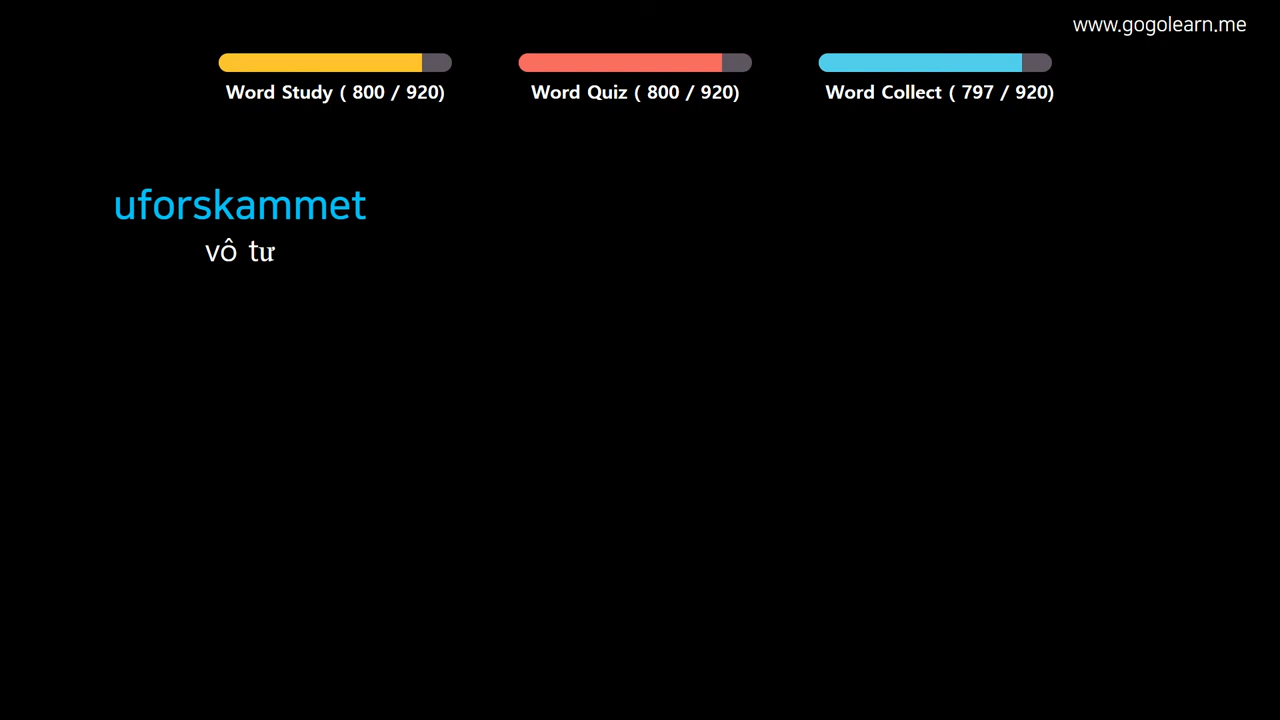 www.gogolearn.me
Word Study ( 800 / 920)
Word Quiz ( 800 / 920)
Word Collect ( 797 / 920)
uforskammet
vô tư